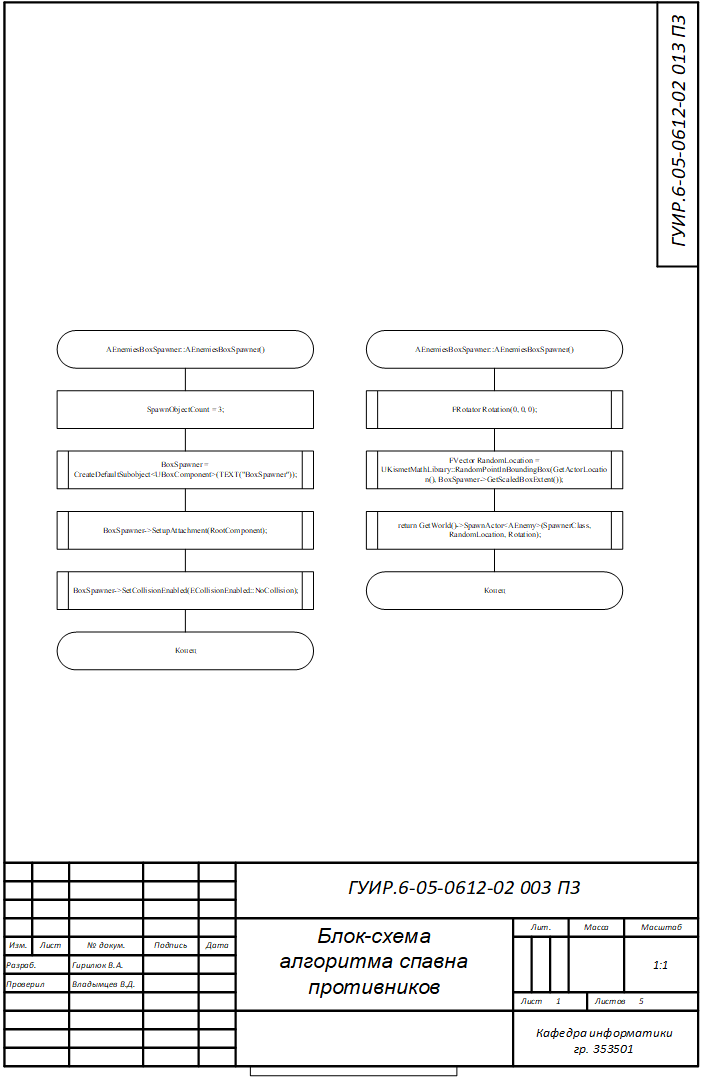 ГУИР.6-05-0612-02 013 ПЗ
AEnemiesBoxSpawner::AEnemiesBoxSpawner()
SpawnObjectCount = 3;
BoxSpawner =
CreateDefaultSubobject<UBoxComponent>(TEXT("BoxSpawner"));
BoxSpawner->SetupAttachment(RootComponent);
BoxSpawner->SetCollisionEnabled(ECollisionEnabled::NoCollision);
Конец
AEnemiesBoxSpawner::AEnemiesBoxSpawner()
FRotator Rotation(0, 0, 0);
FVector RandomLocation =
UKismetMathLibrary::RandomPointInBoundingBox(GetActorLocatio
n(), BoxSpawner->GetScaledBoxExtent());
return GetWorld()->SpawnActor<AEnemy>(SpawnerClass,
RandomLocation, Rotation);
Конец
ГУИР.6-05-0612-02 003 ПЗ
Изм. Лист № докум. Подпись Дата
Разраб. Гирилюк В.А.
Проверил Владымцев В.Д.
Блок-схема
алгоритма спавна
противников
Лит. Масса Масштаб
1:1
Лист 1 Листов 5
Кафедра информатики
гр. 353501